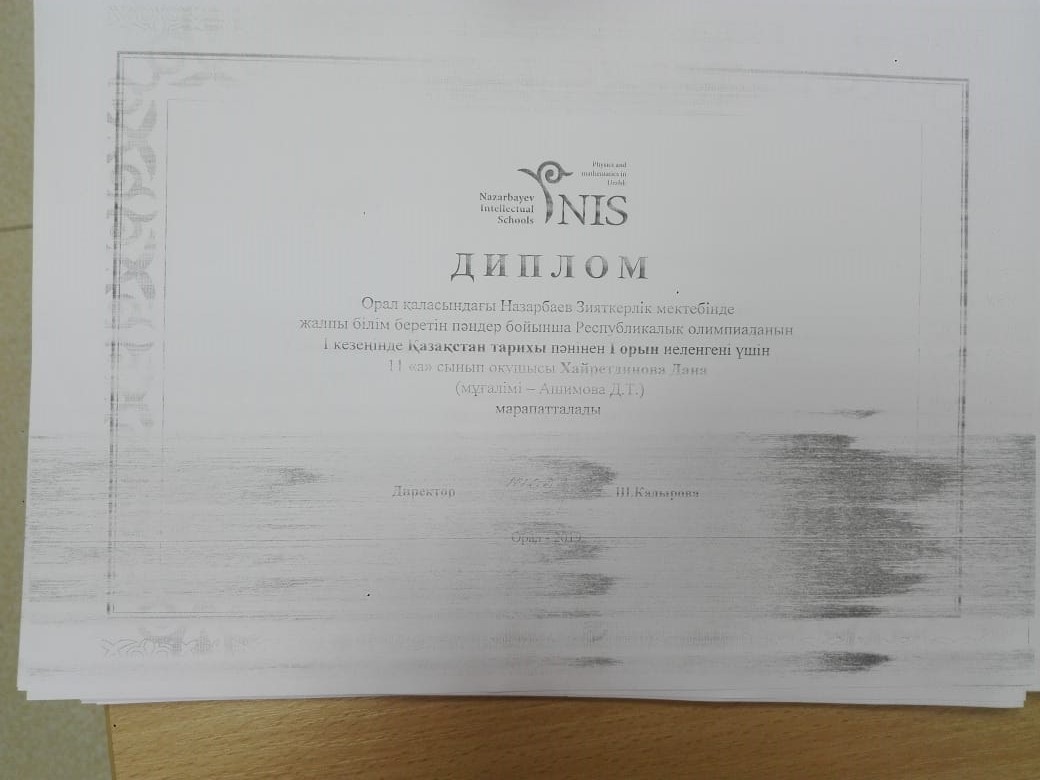 Physics and
mathematics in
Uralsk
Nazarbayev
Intellectual
Schools
NIS
ДИПЛОМ
Орал қаласындағы Назарбаев Зияткерлік мектебінде
жалпы білім беретін пәндер бойынша Республикалық олимпиаданың
I кезеңінде Қазақстан тарихы пәнінен I орын иеленгені үшін
11 «а» сынып оқушысы Хайретдинова Дана
(мұғалімі – Ашимова Д.Т.)
марапатталады
Директор Ш.Кадырова
Орал - 2019